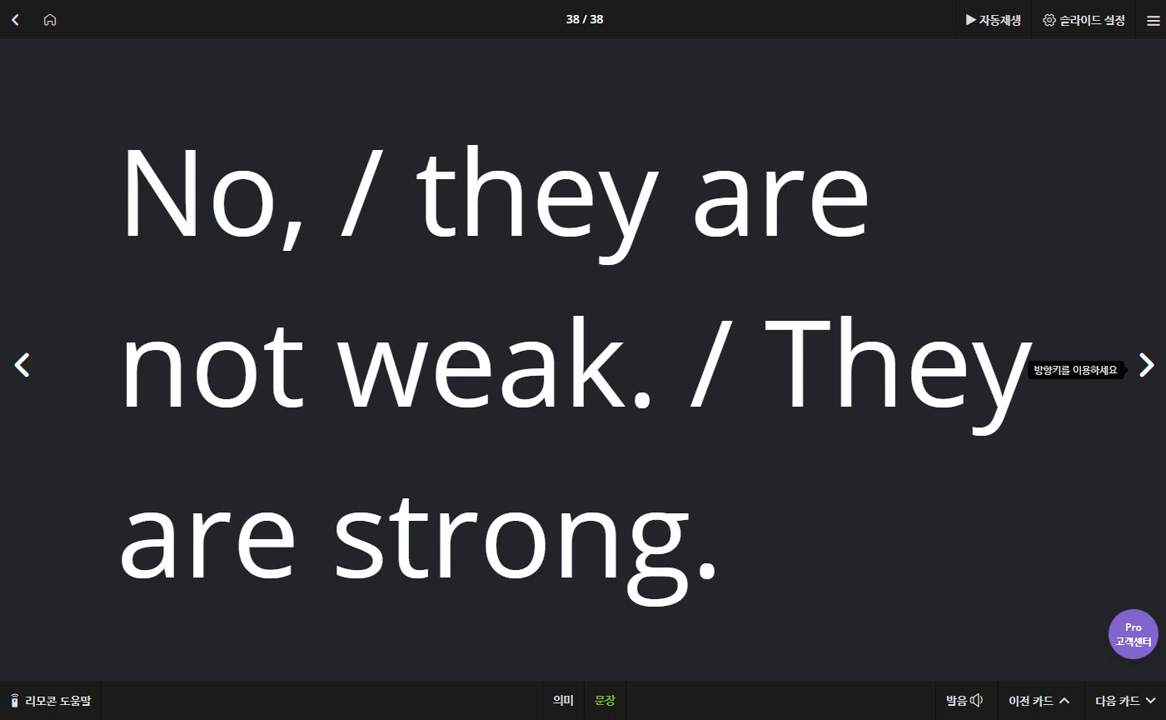 38 / 38
자동재생
슬라이드 설정
No, / they are
not weak. / They
방향키를 이용하세요
are strong.
Pro
고객센터
리모콘 도움말
의미
문장
발음
이전 카드
다음 카드